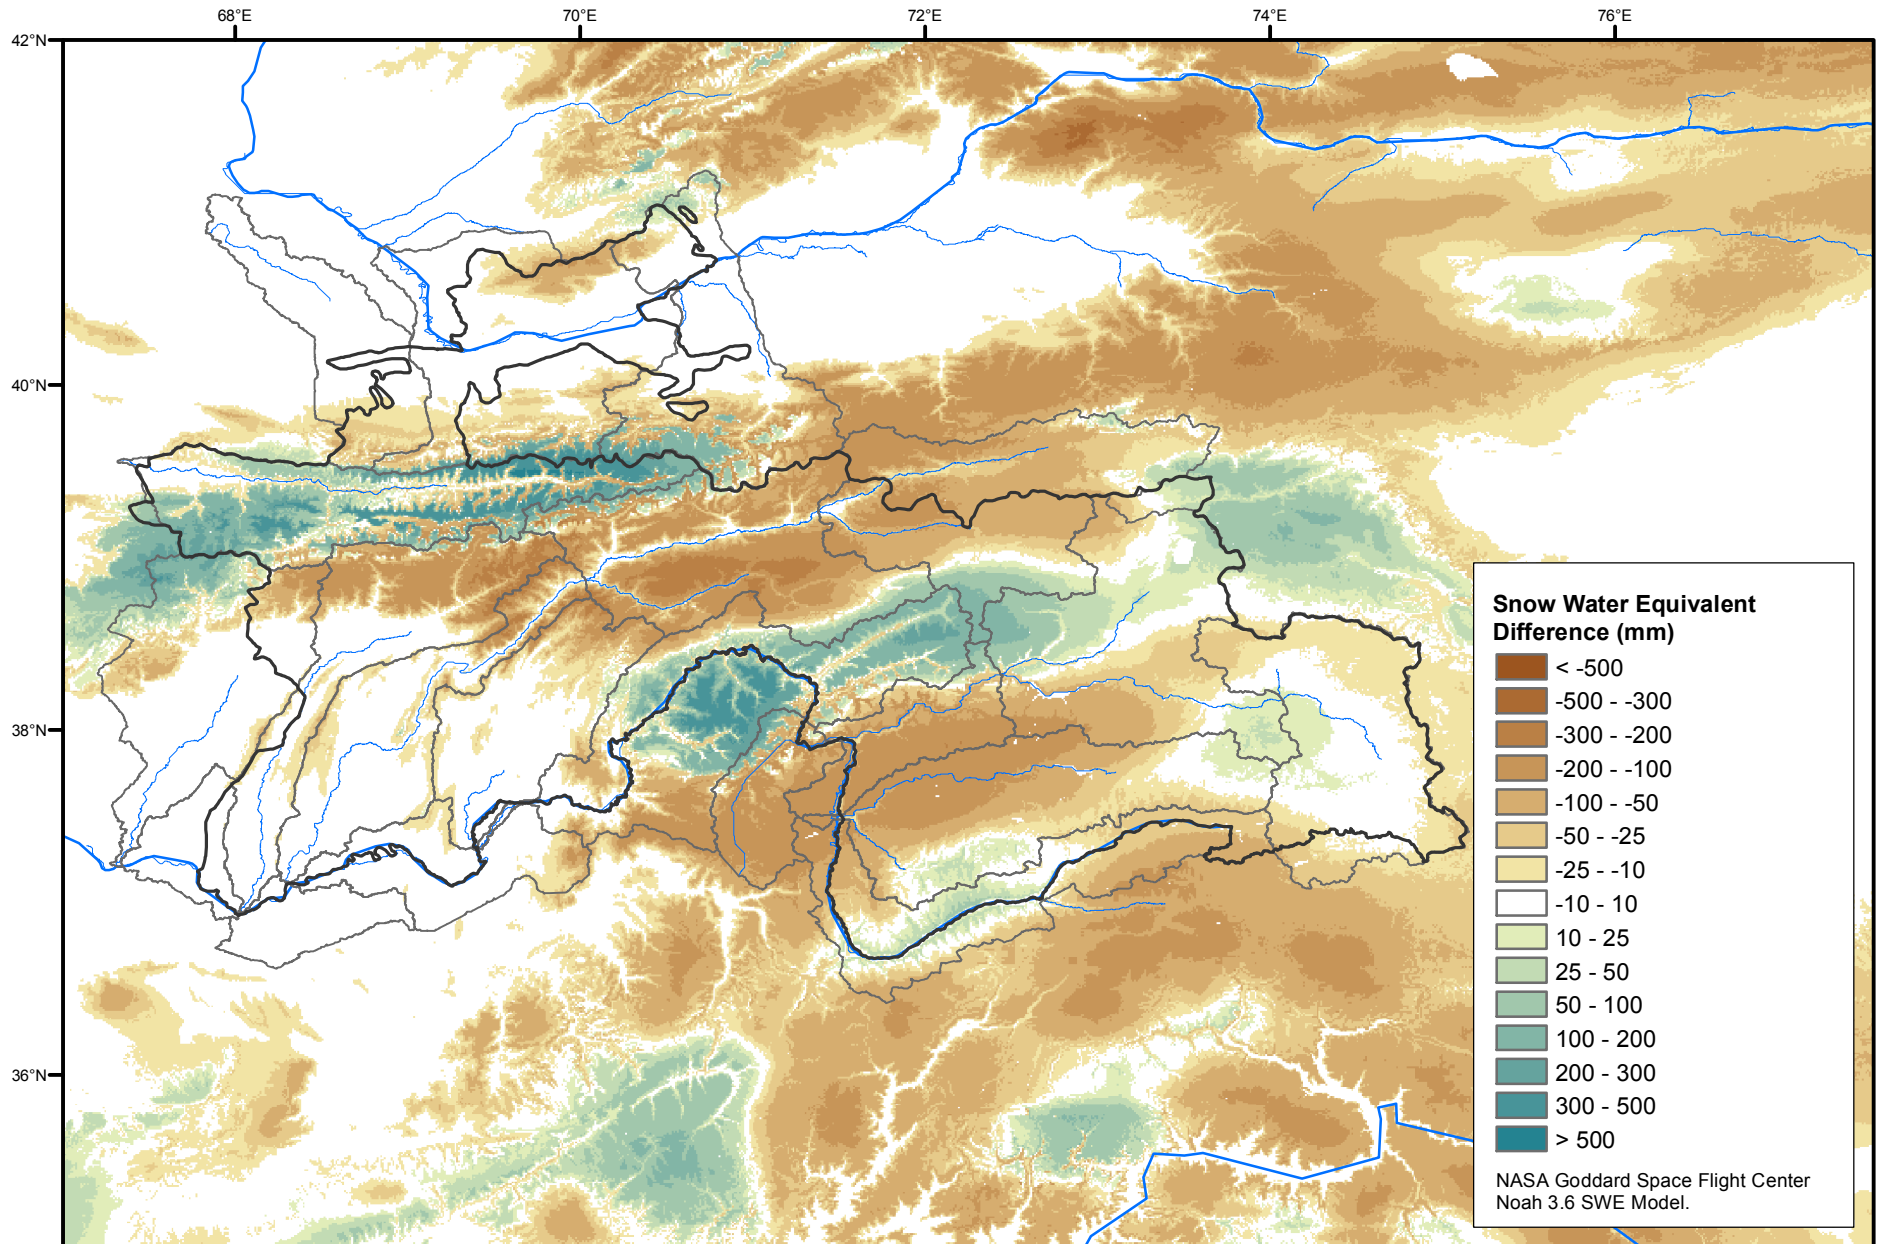 68°E 70°E 72°E 74°E 76°E
42°N
40°N
38°N
36°N
Snow Water Equivalent
Difference (mm)
< -500
-500 - -300
-300 - -200
-200 - -100
-100 - -50
-50 - -25
-25 - -10
-10 - 10
10 - 25
25 - 50
50 - 100
100 - 200
200 - 300
300 - 500
> 500
NASA Goddard Space Flight Center
Noah 3.6 SWE Model.